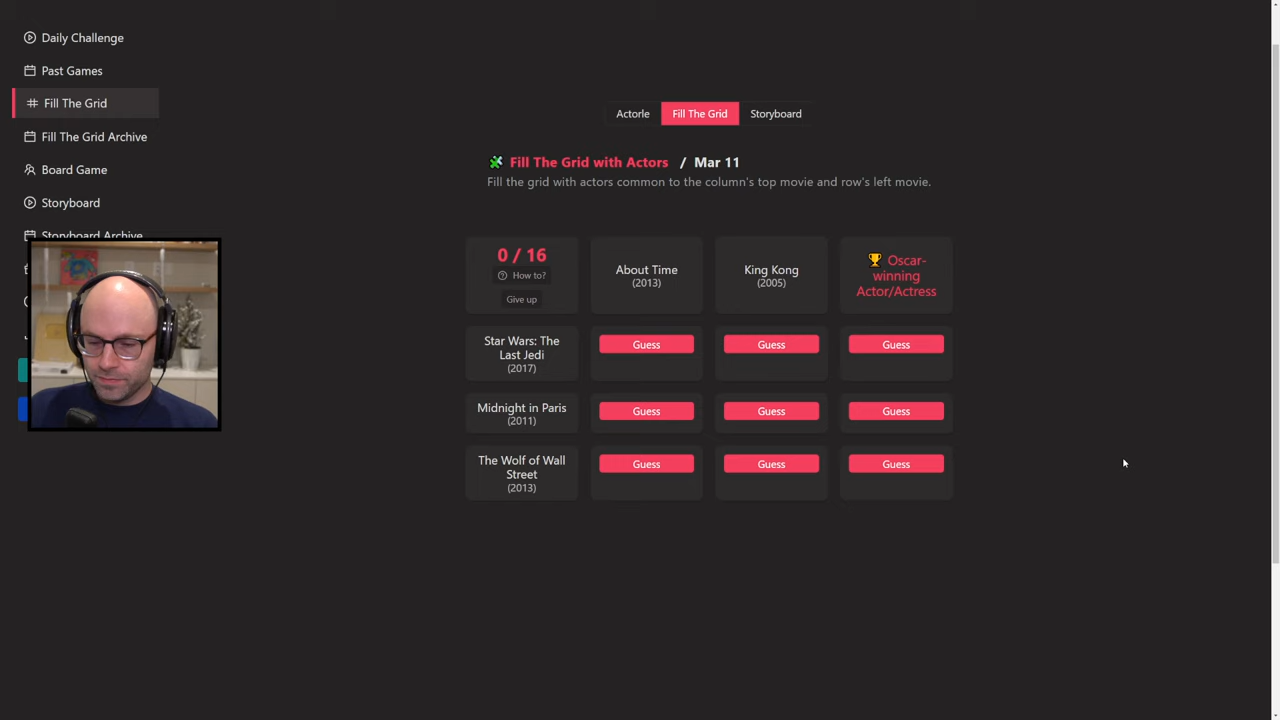 Daily Challenge
Past Games
Fill The Grid
Fill The Grid Archive
Board Game
Storyboard
Storyboard Archive
Actorle
Fill The Grid
Storyboard
Fill The Grid with Actors / Mar 11
Fill the grid with actors common to the column's top movie and row's left movie.
0 / 16
How to?
Give up
About Time
(2013)
King Kong
(2005)
Oscar-
winning
Actor/Actress
Star Wars: The
Last Jedi
(2017)
Guess
Guess
Guess
Midnight in Paris
(2011)
Guess
Guess
Guess
The Wolf of Wall
Street
(2013)
Guess
Guess
Guess